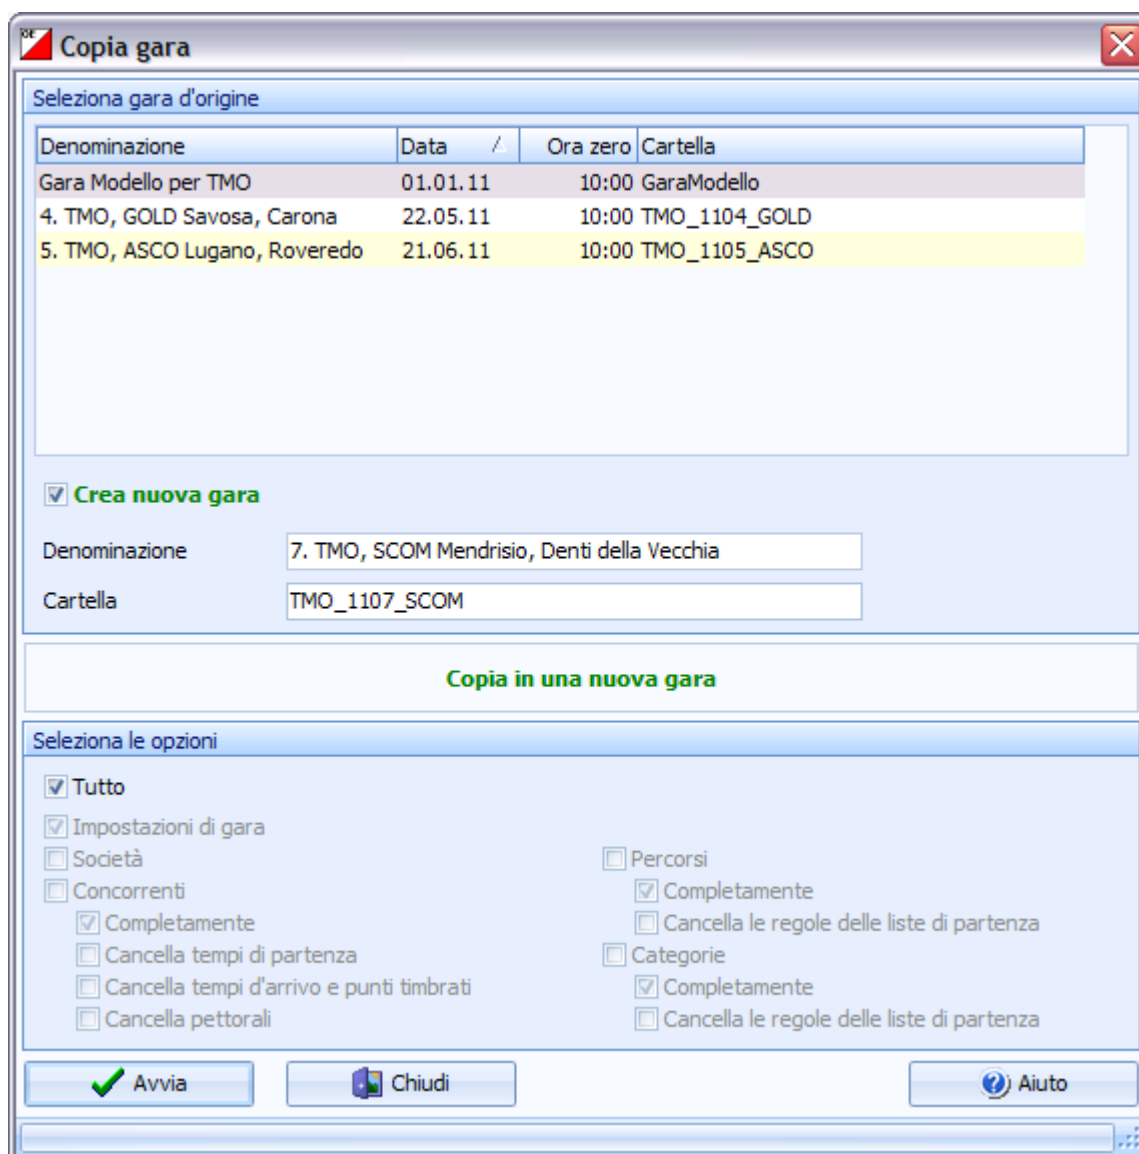 OE Copia gara
Seleziona gara d'origine
Denominazione Data Ora zero Cartella
Gara Modello per TMO 01.01.11 10:00 GaraModello
4. TMO, GOLD Savosa, Carona 22.05.11 10:00 TMO_1104_GOLD
5. TMO, ASCO Lugano, Roveredo 21.06.11 10:00 TMO_1105_ASCO
Crea nuova gara
Denominazione 7. TMO, SCOM Mendrisio, Denti della Vecchia
Cartella TMO_1107_SCOM
Copia in una nuova gara
Seleziona le opzioni
Tutto
Impostazioni di gara
Società Percorsi
Concorrenti Completamente
Completamente Cancella le regole delle liste di partenza
Cancella tempi di partenza Categorie
Cancella tempi d'arrivo e punti timbrati Completamente
Cancella pettorali Cancella le regole delle liste di partenza
Avvia Chiudi Aiuto